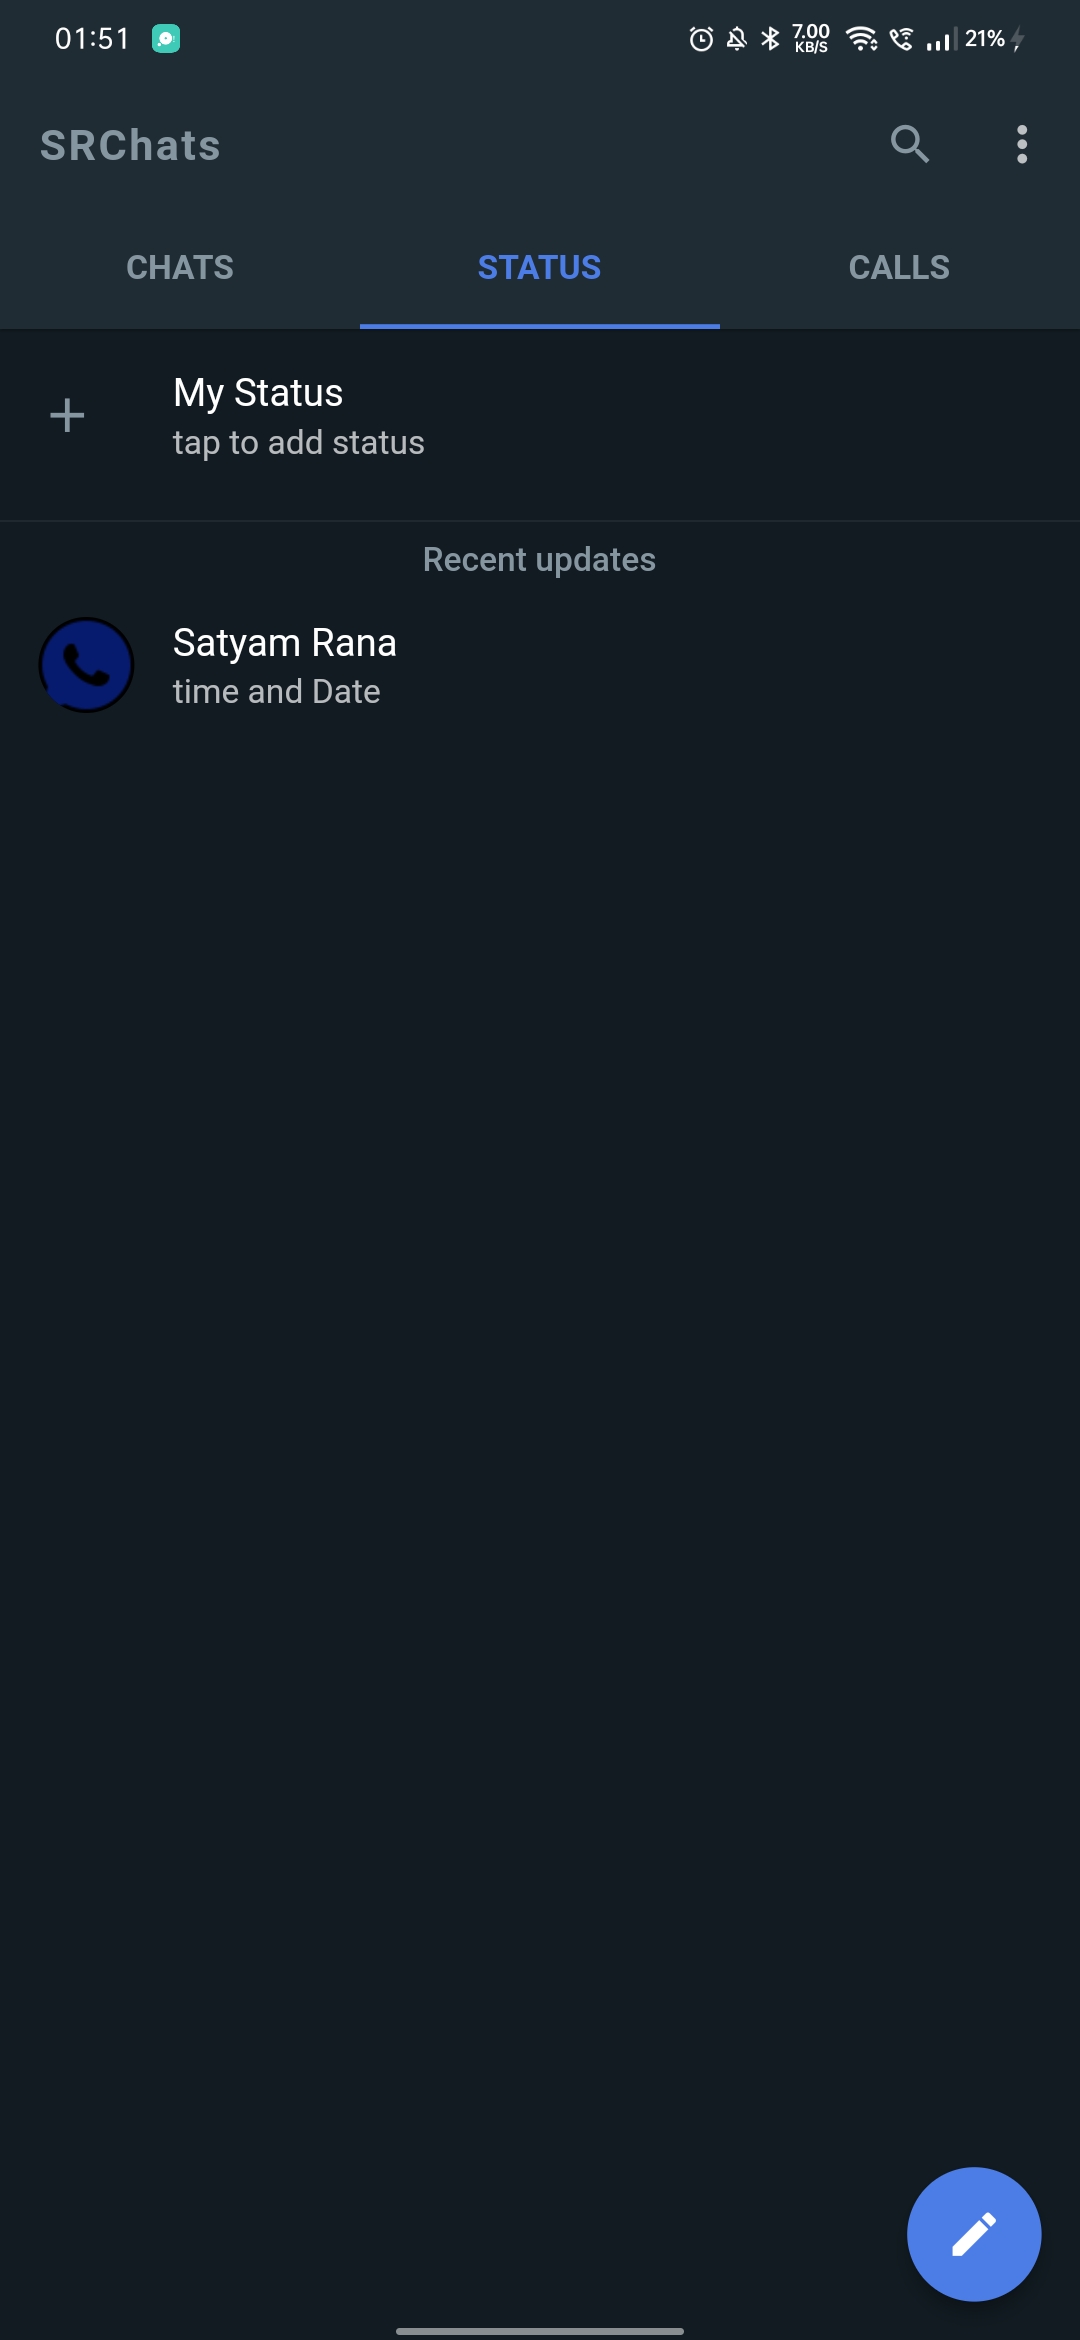 01:51 7.00 KB/S 21%
SRChats
CHATS STATUS CALLS
My Status
tap to add status
Recent updates
Satyam Rana
time and Date